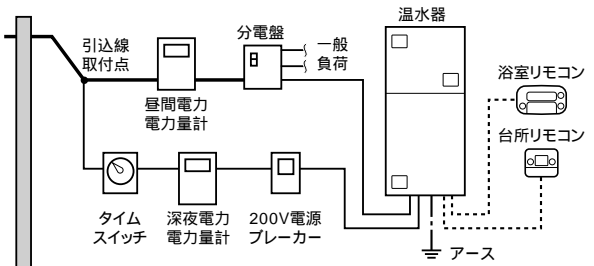 温水器
引込線
取付点
分電盤
一般
負荷
昼間電力
電力量計
浴室リモコン
台所リモコン
タイム
スイッチ
深夜電力
電力量計
200V電源
ブレーカー
アース